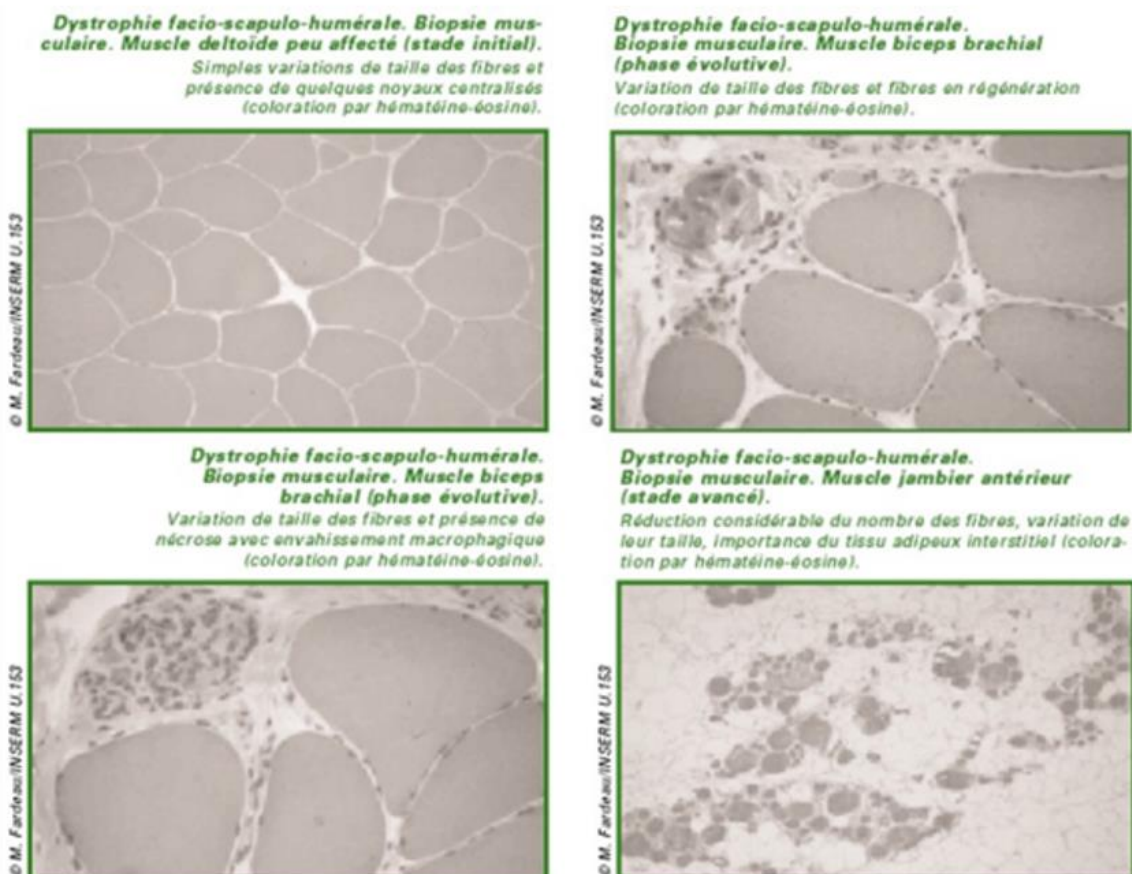 Dystrophie facio-scapulo-humérale. Biopsie mus-
culaire. Muscle deltoïde peu affecté (stade initial).
Simples variations de taille des fibres et
présence de quelques noyaux centralisés
(coloration par hématéine-éosine).
© M. Fardeau/INSERM U.153
Dystrophie facio-scapulo-humérale.
Biopsie musculaire. Muscle biceps brachial
(phase évolutive).
Variation de taille des fibres et fibres en régénération
(coloration par hématéine-éosine).
© M. Fardeau/INSERM U.153
Dystrophie facio-scapulo-humérale.
Biopsie musculaire. Muscle biceps
brachial (phase évolutive).
Variation de taille des fibres et présence de
nécrose avec envahissement macrophagique
(coloration par hématéine-éosine).
© M. Fardeau/INSERM U.153
Dystrophie facio-scapulo-humérale.
Biopsie musculaire. Muscle jambier antérieur
(stade avancé).
Réduction considérable du nombre des fibres, variation de
leur taille, importance du tissu adipeux interstitiel (colora-
tion par hématéine-éosine).
© M. Fardeau/INSERM U.153